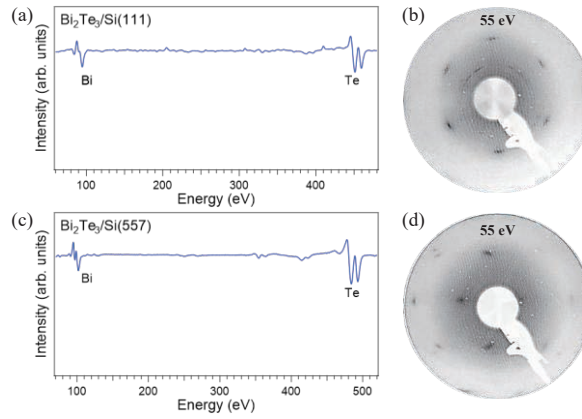 (a)
Bi₂Te₃/Si(111)
Intensity (arb. units)
Bi
Te
100 200 300 400
Energy (eV)
(b)
55 eV
(c)
Bi₂Te₃/Si(557)
Intensity (arb. units)
Bi
Te
100 200 300 400 500
Energy (eV)
(d)
55 eV